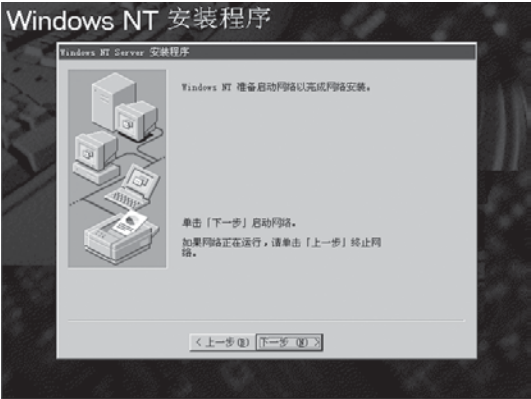 Windows NT 安装程序
Windows NT Server 安装程序
Windows NT 准备启动网络以完成网络安装。
单击「下一步」启动网络。
如果网络正在运行，请单击「上一步」终止网
络。
< 上一步(B) 下一步 (N) >